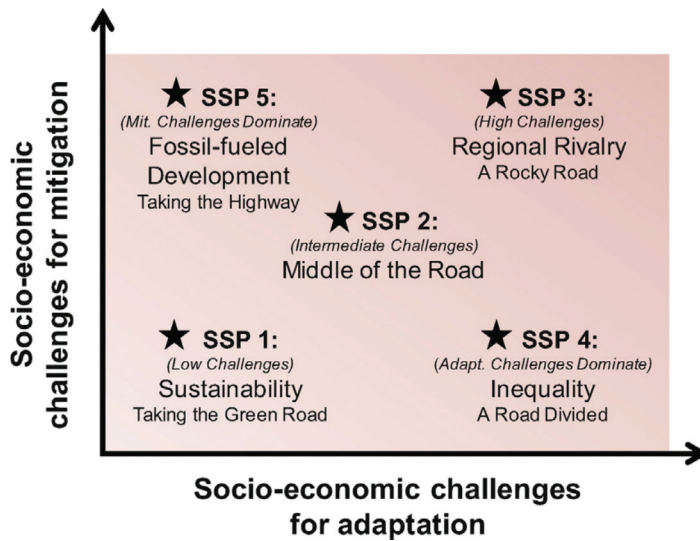 Socio-economic
challenges for mitigation
SSP 5:
(Mit. Challenges Dominate)
Fossil-fueled
Development
Taking the Highway
SSP 3:
(High Challenges)
Regional Rivalry
A Rocky Road
SSP 2:
(Intermediate Challenges)
Middle of the Road
SSP 1:
(Low Challenges)
Sustainability
Taking the Green Road
SSP 4:
(Adapt. Challenges Dominate)
Inequality
A Road Divided
Socio-economic challenges
for adaptation